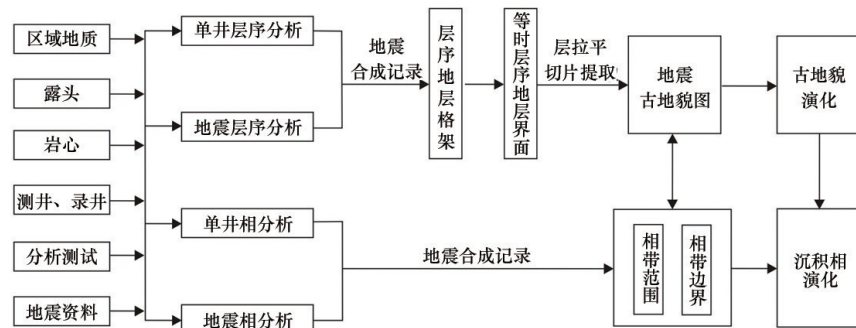 区域地质
露头
岩心
测井、录井
分析测试
地震资料
单井层序分析
地震层序分析
单井相分析
地震相分析
地震
合成记录
层序地层格架
等时层序地层界面
层拉平
切片提取
地震
古地貌图
古地貌
演化
地震合成记录
相带范围
相带边界
沉积相
演化